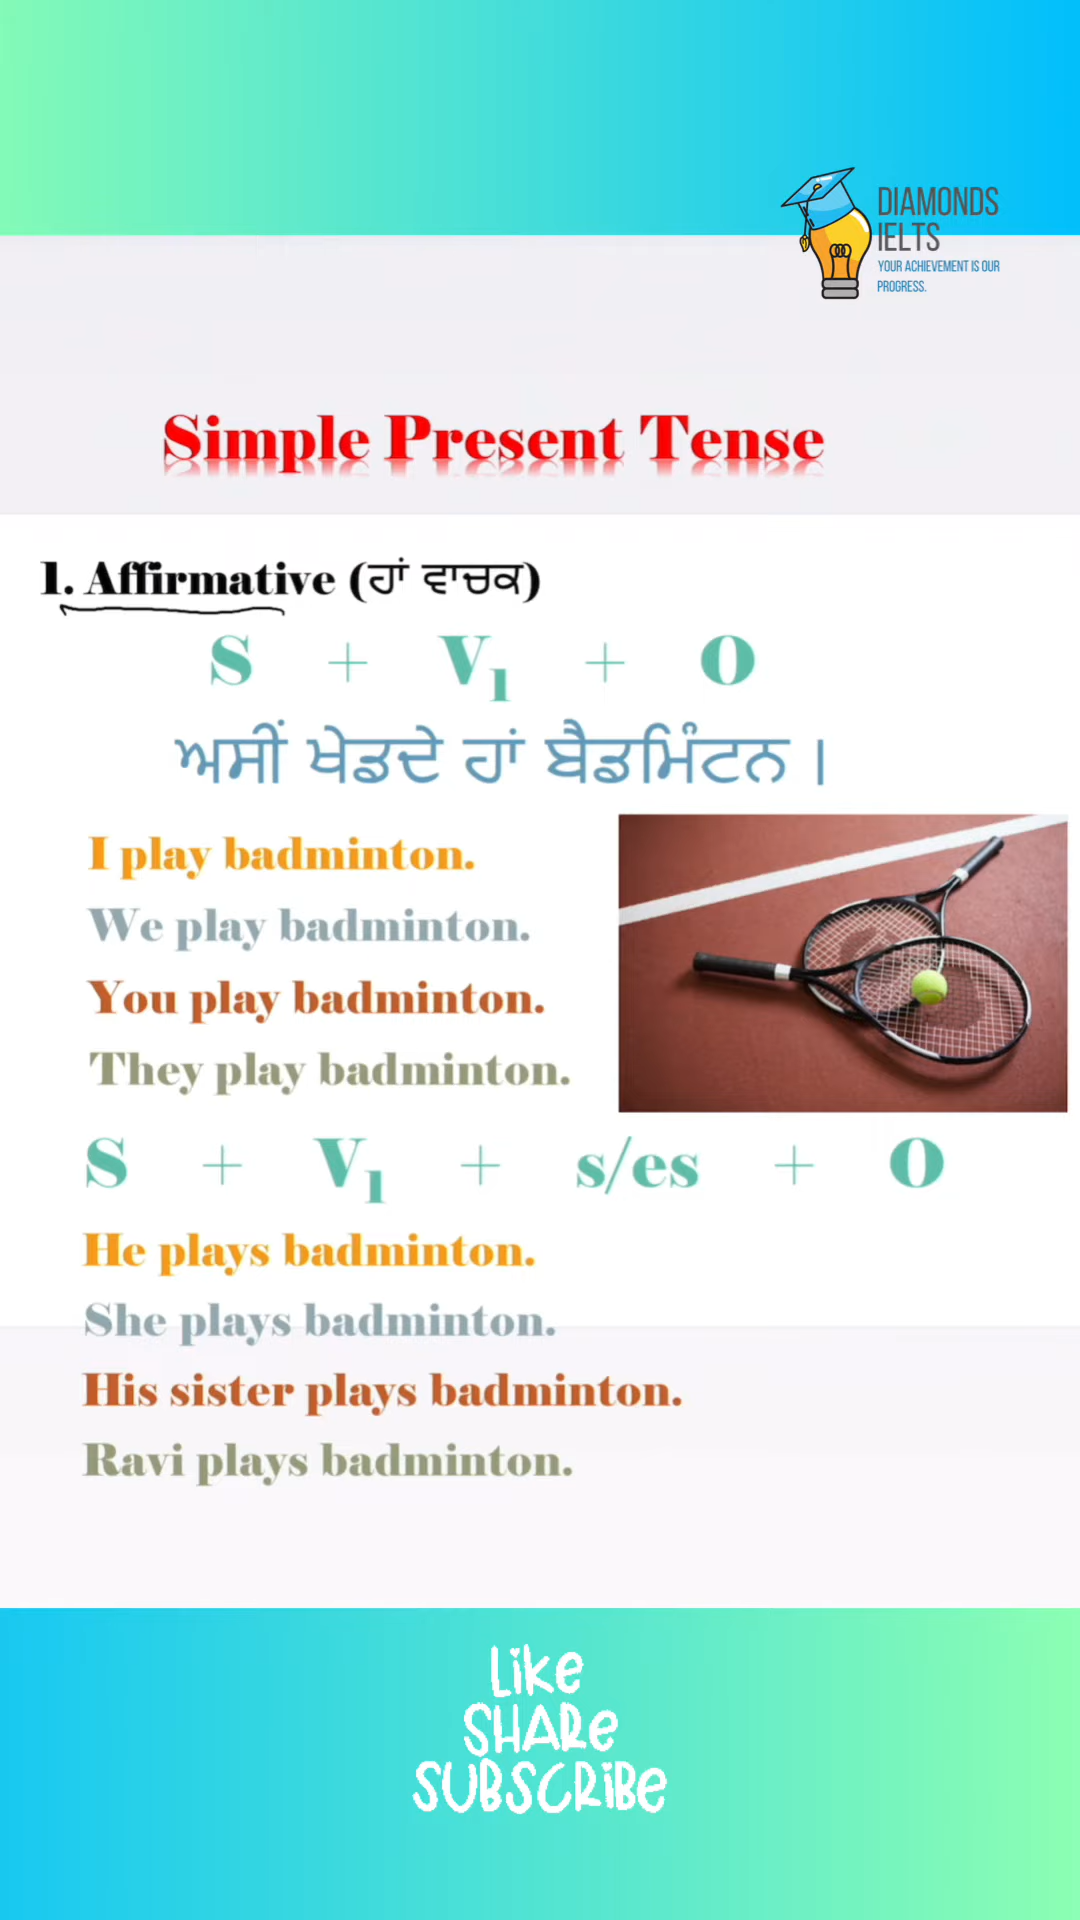 DIAMONDS
IELTS
YOUR ACHIEVEMENT IS OUR
PROGRESS.
Simple Present Tense
1. Affirmative (ਹਾਂ ਵਾਚਕ)
S + V1 + O
ਅਸੀਂ ਖੇਡਦੇ ਹਾਂ ਬੈਡਮਿੰਟਨ ।
I play badminton.
We play badminton.
You play badminton.
They play badminton.
S + V1 + s/es + O
He plays badminton.
She plays badminton.
His sister plays badminton.
Ravi plays badminton.
LiKe
SHARe
SUBSCRiBe